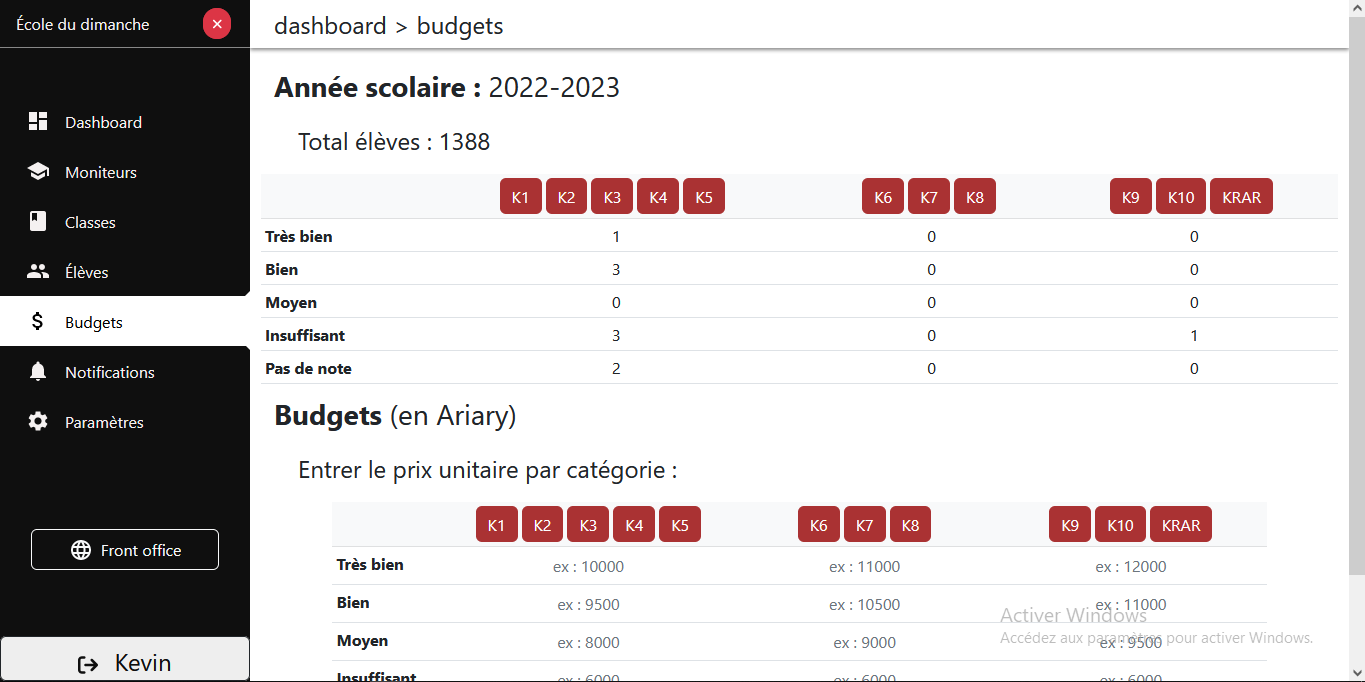 École du dimanche
dashboard > budgets
Dashboard
Moniteurs
Classes
Élèves
Budgets
Notifications
Paramètres
Front office
Kevin
Année scolaire : 2022-2023
Total élèves : 1388
K1 K2 K3 K4 K5 K6 K7 K8 K9 K10 KRAR
Très bien 1 0 0
Bien 3 0 0
Moyen 0 0 0
Insuffisant 3 0 1
Pas de note 2 0 0
Budgets (en Ariary)
Entrer le prix unitaire par catégorie :
K1 K2 K3 K4 K5 K6 K7 K8 K9 K10 KRAR
Très bien ex : 10000 ex : 11000 ex : 12000
Bien ex : 9500 ex : 10500 ex : 11000
Moyen ex : 8000 ex : 9000 ex : 9500
Insuffisant ex : 6000 ex : 6000 ex : 6000
Activer Windows
Accédez aux paramètres pour activer Windows.